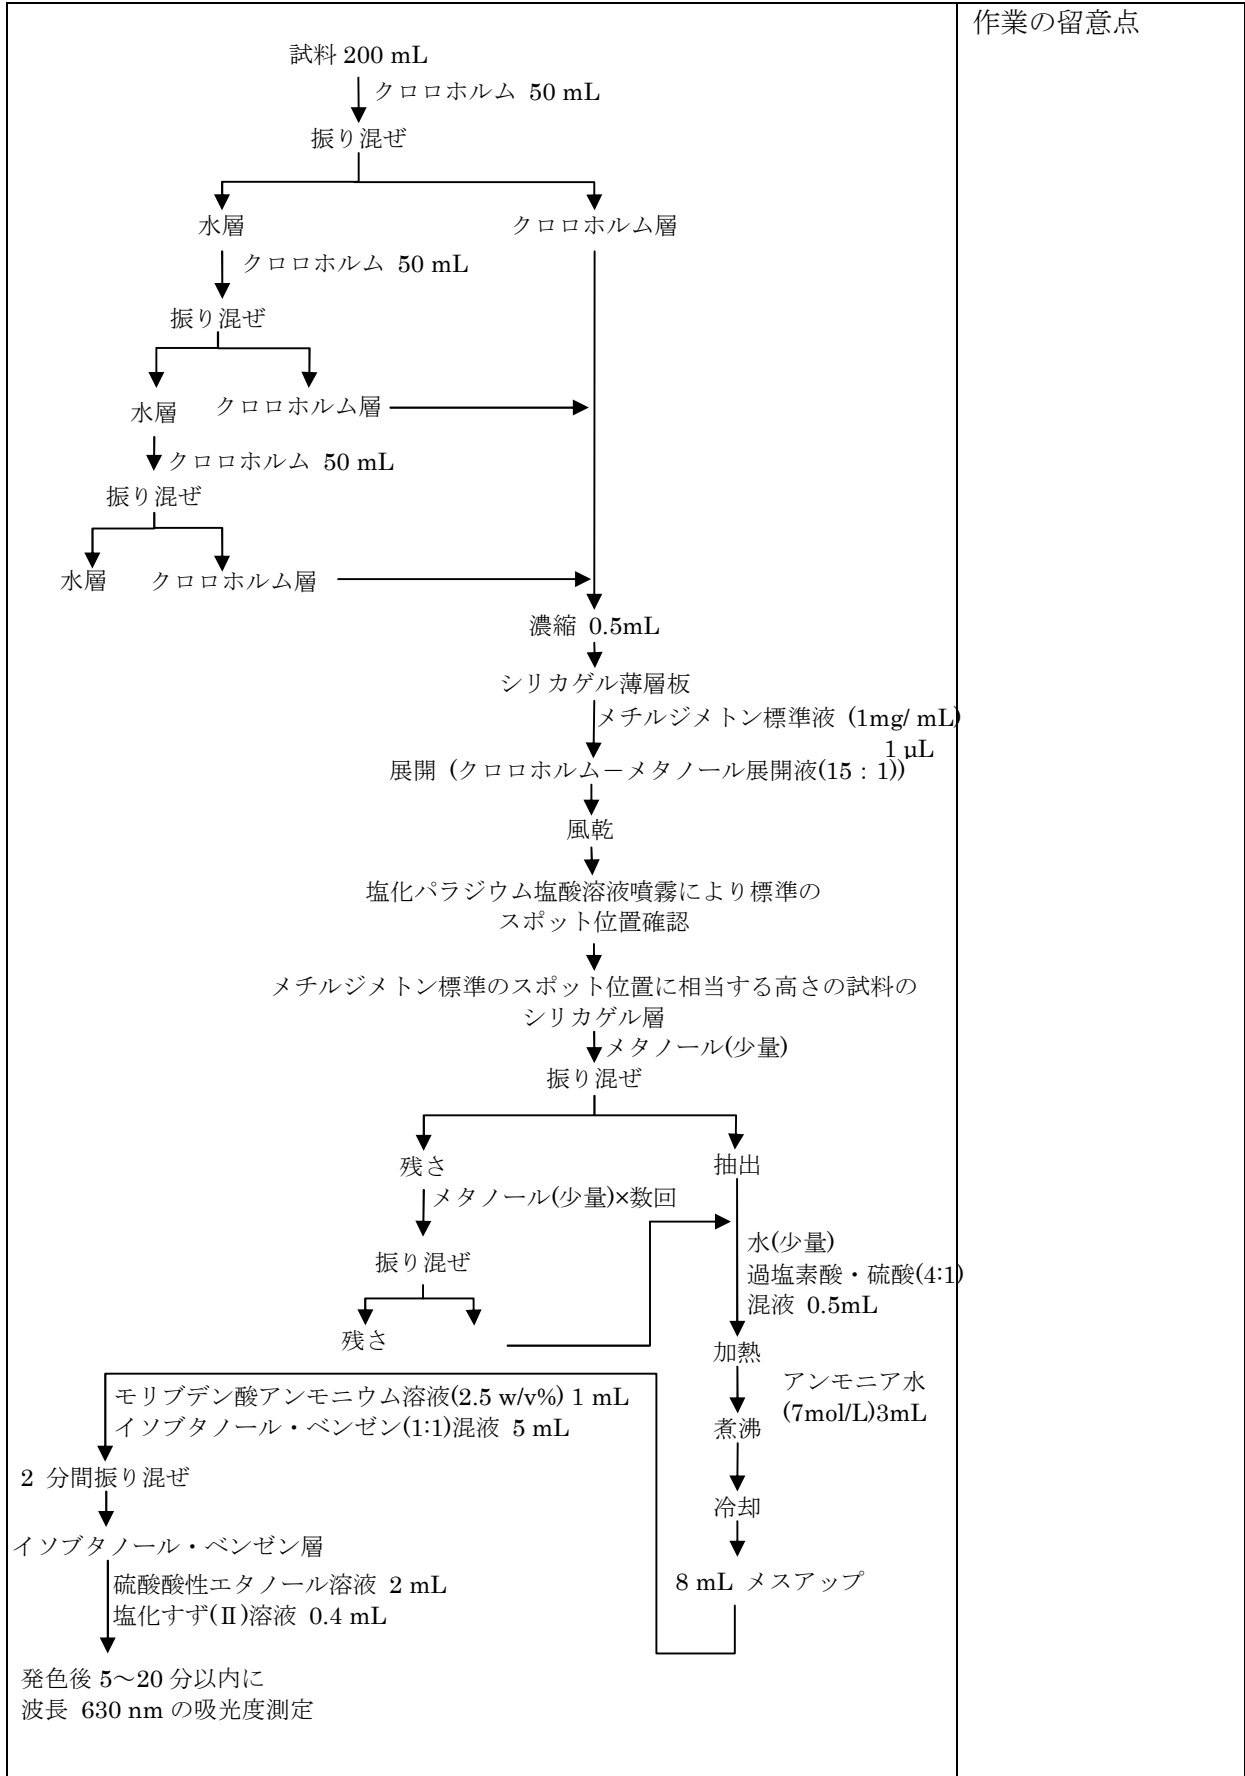 作業の留意点
試料 200 mL
クロロホルム 50 mL
振り混ぜ
水層
クロロホルム層
クロロホルム 50 mL
振り混ぜ
水層
クロロホルム層
クロロホルム 50 mL
振り混ぜ
水層
クロロホルム層
濃縮 0.5mL
シリカゲル薄層板
メチルジメトン標準液 (1mg/ mL)
1 μL
展開 (クロロホルム－メタノール展開液(15：1))
風乾
塩化パラジウム塩酸溶液噴霧により標準の
スポット位置確認
メチルジメトン標準のスポット位置に相当する高さの試料の
シリカゲル層
メタノール(少量)
振り混ぜ
残さ
抽出
メタノール(少量)×数回
振り混ぜ
残さ
水(少量)
過塩素酸・硫酸(4:1)
混液 0.5mL
加熱
アンモニア水
(7mol/L)3mL
煮沸
冷却
8 mL メスアップ
モリブデン酸アンモニウム溶液(2.5 w/v%) 1 mL
イソブタノール・ベンゼン(1:1)混液 5 mL
2 分間振り混ぜ
イソブタノール・ベンゼン層
硫酸酸性エタノール溶液 2 mL
塩化すず(Ⅱ)溶液 0.4 mL
発色後 5～20 分以内に
波長 630 nm の吸光度測定